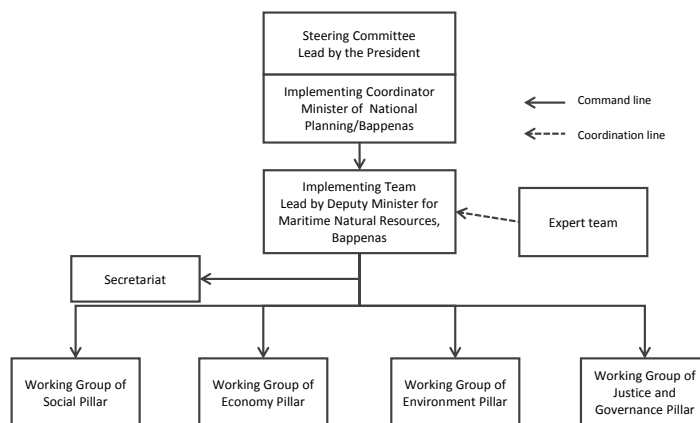 Steering Committee
Lead by the President
Implementing Coordinator
Minister of National
Planning/Bappenas
Command line
Coordination line
Implementing Team
Lead by Deputy Minister for
Maritime Natural Resources,
Bappenas
Expert team
Secretariat
Working Group of
Social Pillar
Working Group of
Economy Pillar
Working Group of
Environment Pillar
Working Group of
Justice and
Governance Pillar